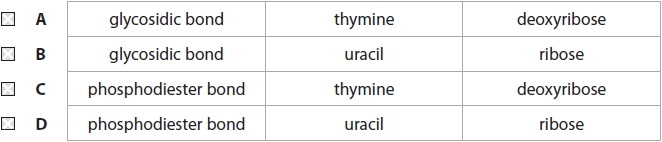 A glycosidic bond thymine deoxyribose
B glycosidic bond uracil ribose
C phosphodiester bond thymine deoxyribose
D phosphodiester bond uracil ribose